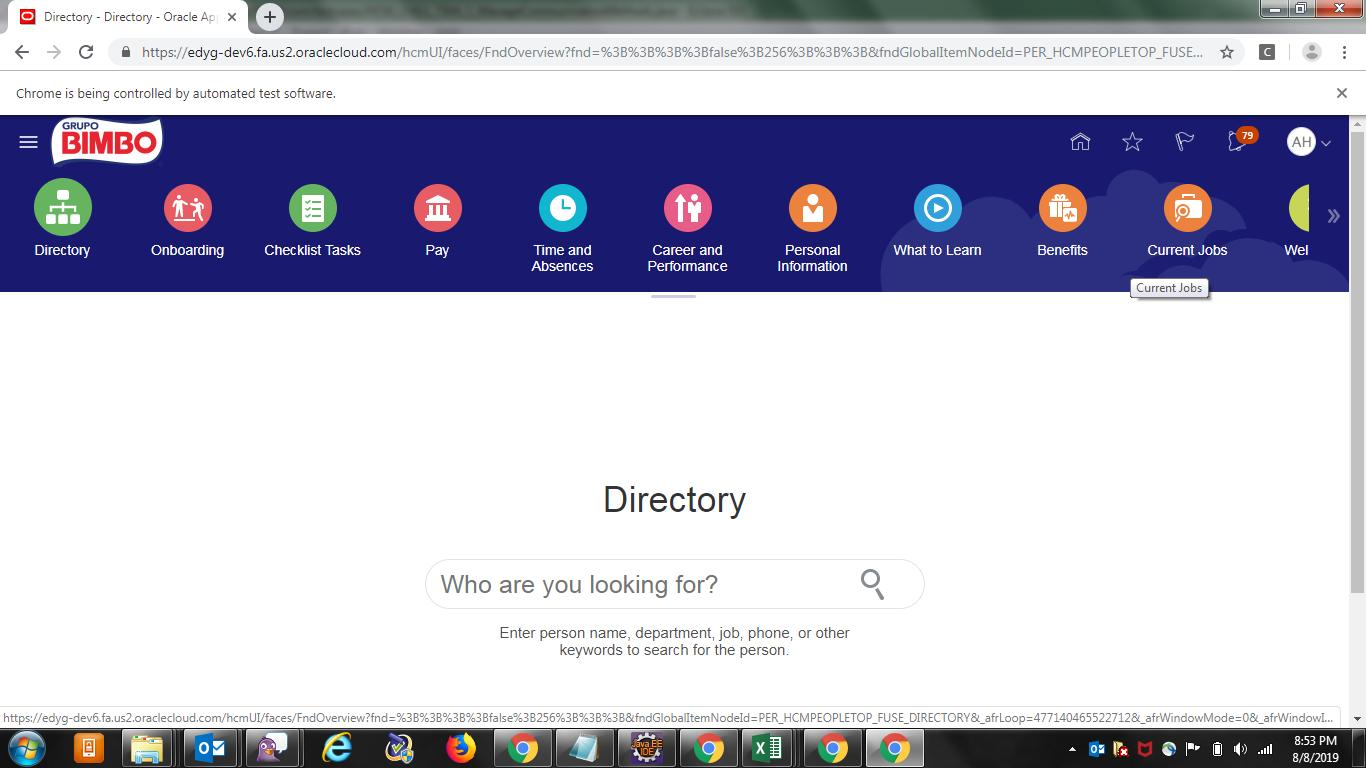 Directory - Directory - Oracle Ap
https://edyg-dev6.fa.us2.oraclecloud.com/hcmUI/faces/FndOverview?fnd=%3B%3B%3B%3Bfalse%3B256%3B%3B%3B&fndGlobalItemNodeId=PER_HCMPEOPLETOP_FUSE...
C
Chrome is being controlled by automated test software.
GRUPO
BIMBO
79
AH
Directory
Onboarding
Checklist Tasks
Pay
Time and
Absences
Career and
Performance
Personal
Information
What to Learn
Benefits
Current Jobs
Wel
Current Jobs
Directory
Who are you looking for?
Enter person name, department, job, phone, or other
keywords to search for the person.
https://edyg-dev6.fa.us2.oraclecloud.com/hcmUI/faces/FndOverview?fnd=%3B%3B%3B%3Bfalse%3B256%3B%3B%3B&fndGlobalItemNodeId=PER_HCMPEOPLETOP_FUSE_DIRECTORY&_afrLoop=477140465522712&_afrWindowMode=0&_afrWindowI...
Java EE
IDE
8:53 PM
8/8/2019